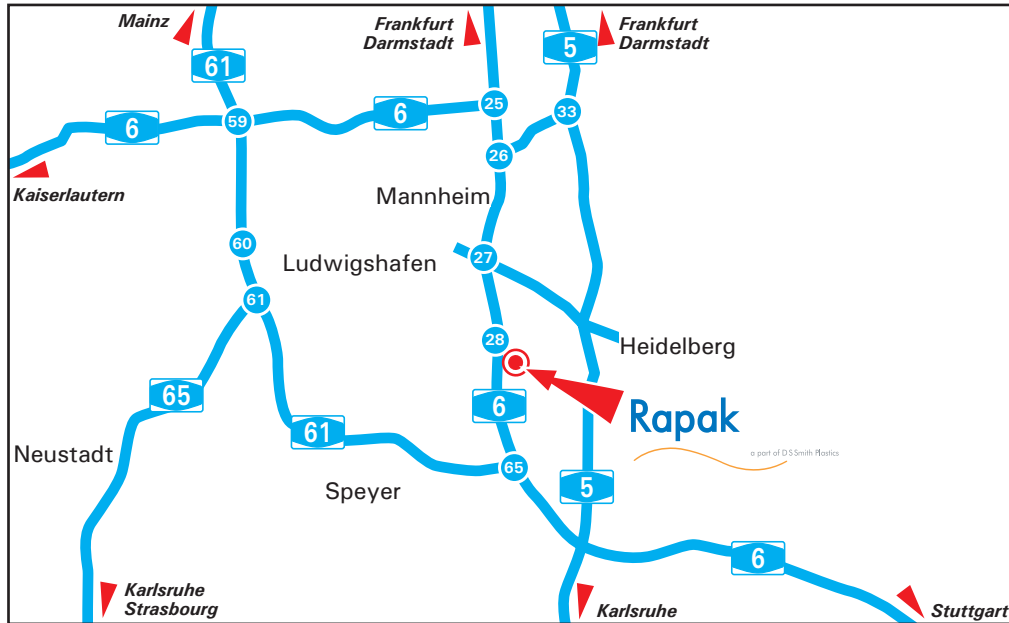 Mainz
Frankfurt
Darmstadt
Frankfurt
Darmstadt
5
61
6
6
59
25
33
26
Kaiserlautern
Mannheim
60
Ludwigshafen
27
61
28
Heidelberg
65
6
Rapak
61
a part of DS Smith Plastics
Neustadt
65
Speyer
5
6
Karlsruhe
Strasbourg
Karlsruhe
Stuttgart